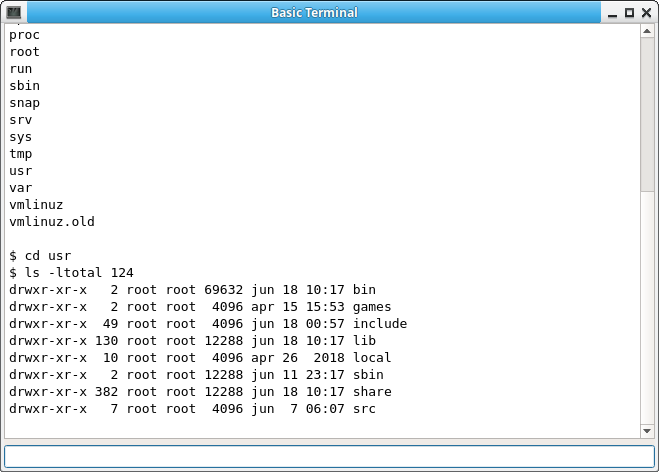 Basic Terminal
proc
root
run
sbin
snap
srv
sys
tmp
usr
var
vmlinuz
vmlinuz.old
$ cd usr
$ ls -ltotal 124
drwxr-xr-x   2 root root 69632 jun 18 10:17 bin
drwxr-xr-x   2 root root  4096 apr 15 15:53 games
drwxr-xr-x  49 root root  4096 jun 18 00:57 include
drwxr-xr-x 130 root root 12288 jun 18 10:17 lib
drwxr-xr-x  10 root root  4096 apr 26  2018 local
drwxr-xr-x   2 root root 12288 jun 11 23:17 sbin
drwxr-xr-x 382 root root 12288 jun 18 10:17 share
drwxr-xr-x   7 root root  4096 jun  7 06:07 src